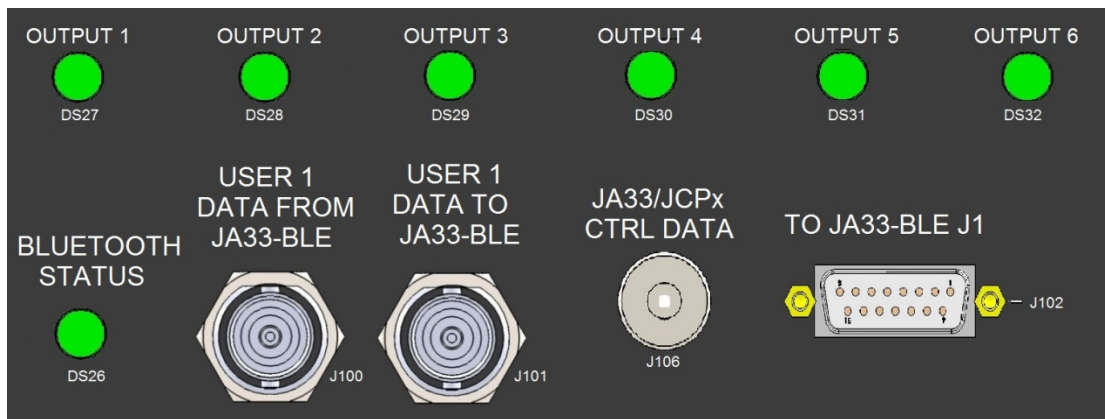 OUTPUT 1
OUTPUT 2
OUTPUT 3
OUTPUT 4
OUTPUT 5
OUTPUT 6
DS27
DS28
DS29
DS30
DS31
DS32
BLUETOOTH
STATUS
DS26
USER 1
DATA FROM
JA33-BLE
J100
USER 1
DATA TO
JA33-BLE
J101
JA33/JCPx
CTRL DATA
J106
TO JA33-BLE J1
J102